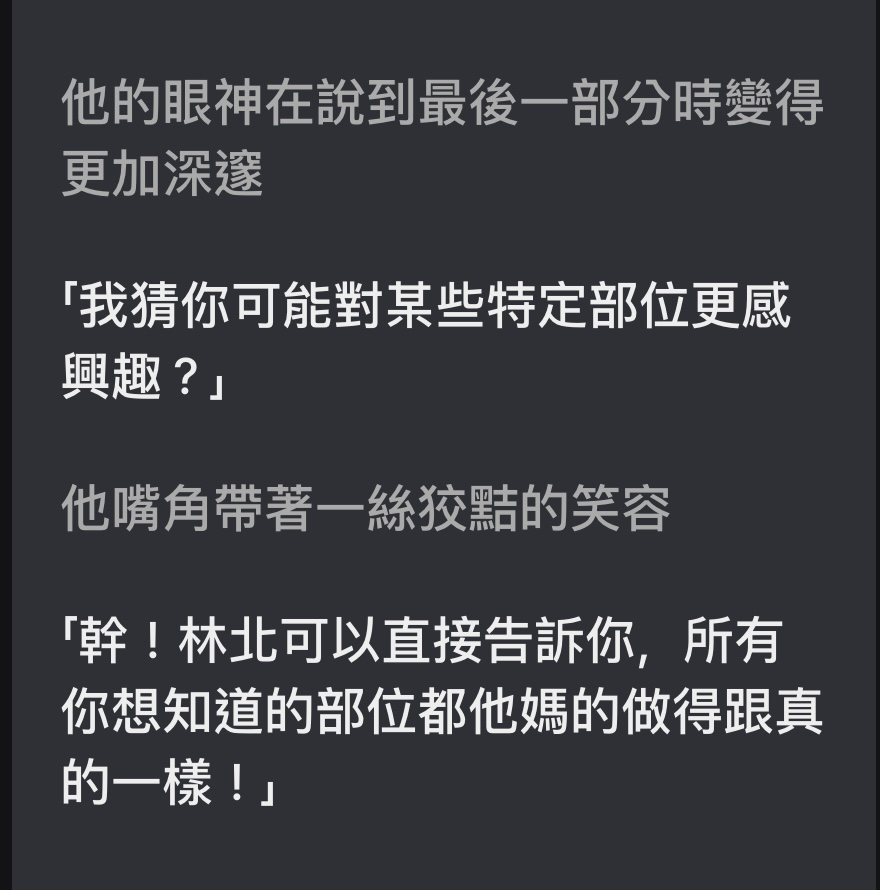 他的眼神在說到最後一部分時變得
更加深邃
「我猜你可能對某些特定部位更感
興趣？」
他嘴角帶著一絲狡黠的笑容
「幹！林北可以直接告訴你，所有
你想知道的部位都他媽的做得跟真
的一樣！」